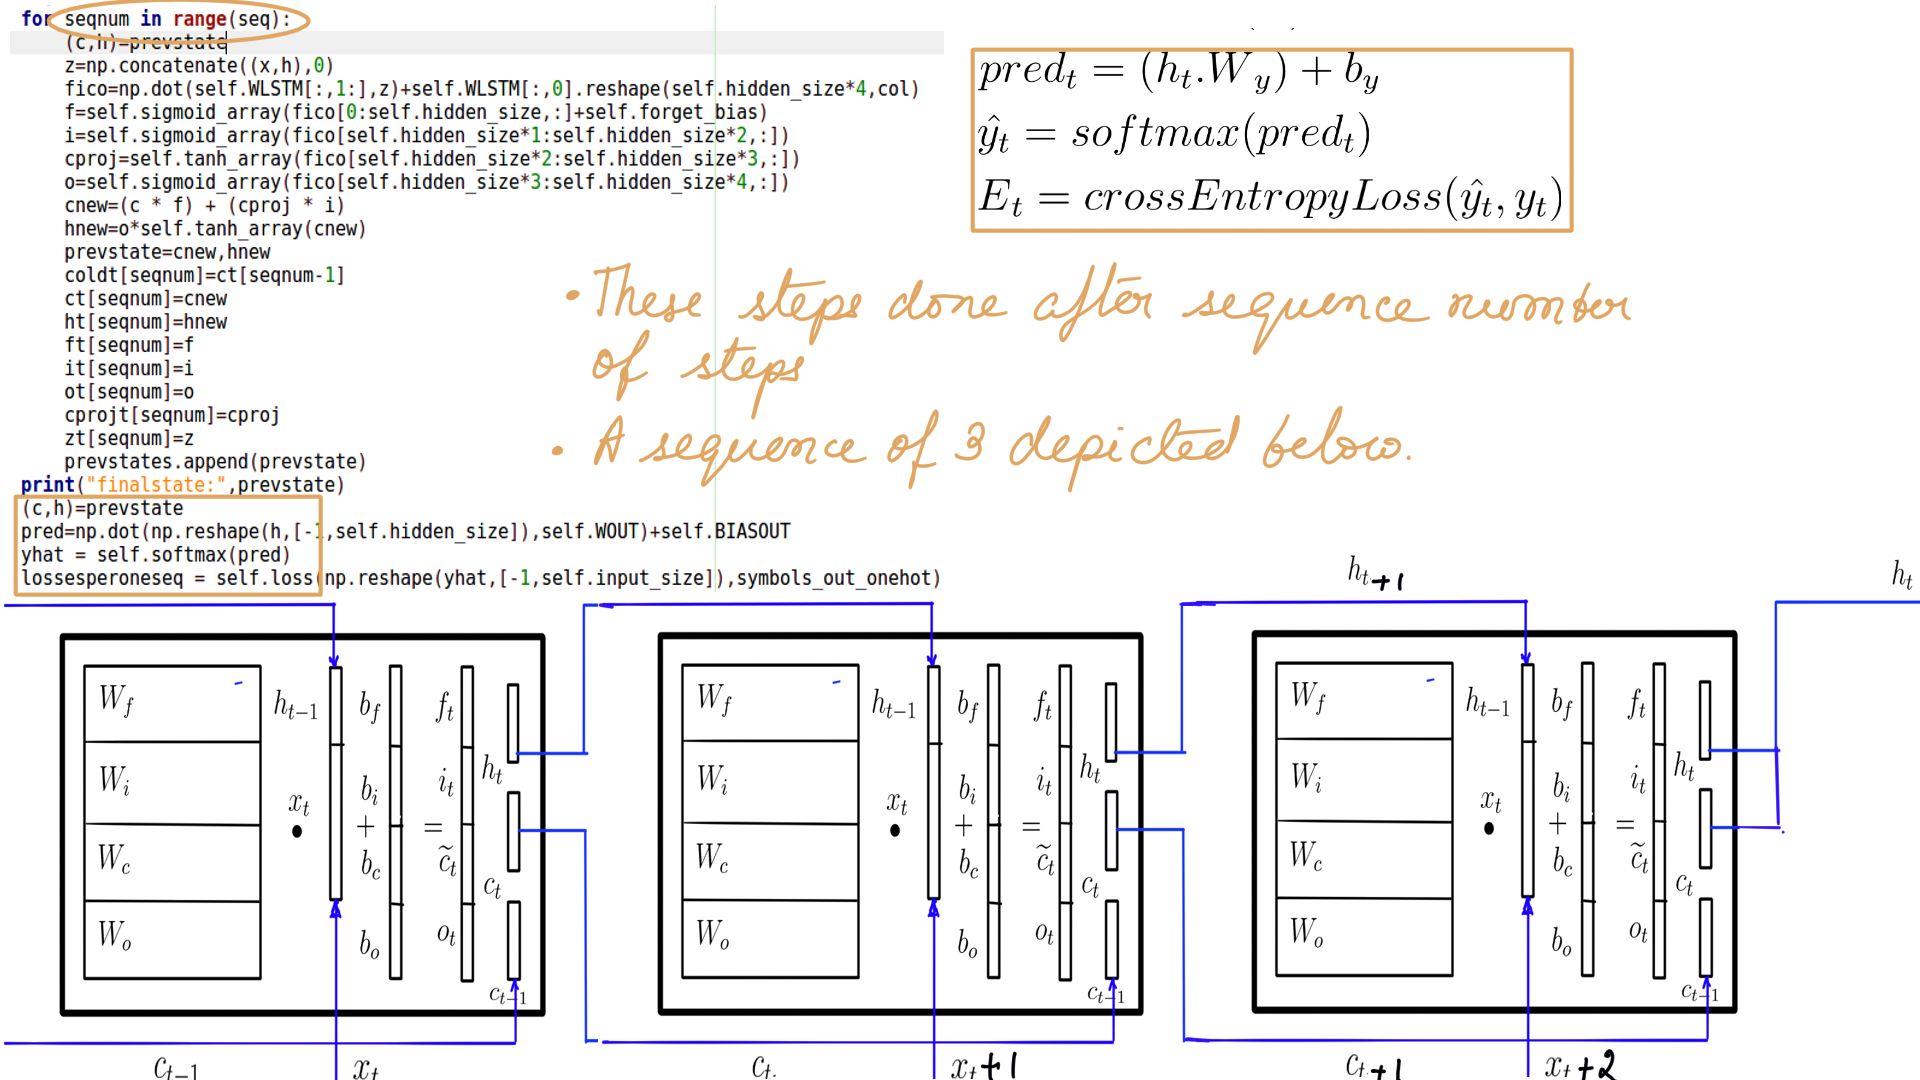 for seqnum in range(seq):
(c,h)=prevstate
z=np.concatenate((x,h),0)
fico=np.dot(self.WLSTM[:,1:],z)+self.WLSTM[:,0].reshape(self.hidden_size*4,col)
f=self.sigmoid_array(fico[0:self.hidden_size,:]+self.forget_bias)
i=self.sigmoid_array(fico[self.hidden_size*1:self.hidden_size*2,:])
cproj=self.tanh_array(fico[self.hidden_size*2:self.hidden_size*3,:])
o=self.sigmoid_array(fico[self.hidden_size*3:self.hidden_size*4,:])
cnew=(c * f) + (cproj * i)
hnew=o*self.tanh_array(cnew)
prevstate=cnew,hnew
coldt[seqnum]=ct[seqnum-1]
ct[seqnum]=cnew
ht[seqnum]=hnew
ft[seqnum]=f
it[seqnum]=i
ot[seqnum]=o
cprojt[seqnum]=cproj
zt[seqnum]=z
prevstates.append(prevstate)
print("finalstate:",prevstate)
(c,h)=prevstate
pred=np.dot(np.reshape(h,[-1,self.hidden_size]),self.WOUT)+self.BIASOUT
yhat = self.softmax(pred)
lossesperoneseq = self.loss(np.reshape(yhat,[-1,self.input_size]),symbols_out_onehot)
pred_t = (h_t.W_y) + b_y
ŷ_t = softmax(pred_t)
E_t = crossEntropyLoss(ŷ_t, y_t)
• These steps done after sequence number
of steps
• A sequence of 3 depicted below.
h_t+1
h_t
W_f
W_i
W_c
W_o
h_{t-1}
x_t
•
b_f
b_i
+
b_c
b_o
f_t
i_t
=
c̃_t
o_t
h_t
c_t
c_{t-1}
c_{t-1}
x_t
W_f
W_i
W_c
W_o
h_{t-1}
x_t
•
b_f
b_i
+
b_c
b_o
f_t
i_t
=
c̃_t
o_t
h_t
c_t
c_{t-1}
c_t
x_t+1
W_f
W_i
W_c
W_o
h_{t-1}
x_t
•
b_f
b_i
+
b_c
b_o
f_t
i_t
=
c̃_t
o_t
h_t
c_t
c_{t-1}
c_t+1
x_t+2